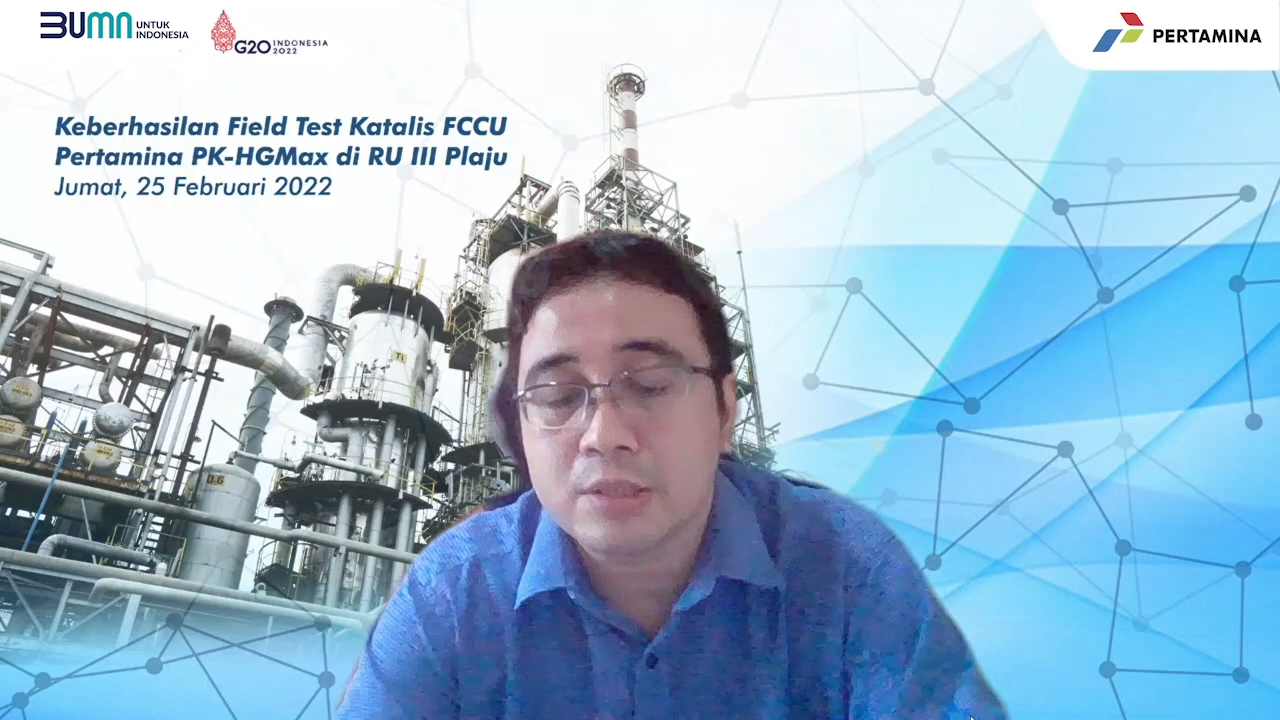 BUMN UNTUK INDONESIA
G20 INDONESIA 2022
PERTAMINA
Keberhasilan Field Test Katalis FCCU
Pertamina PK-HGMax di RU III Plaju
Jumat, 25 Februari 2022